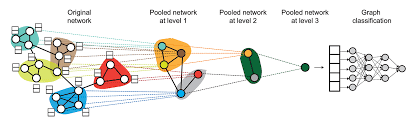 Original
network
Pooled network
at level 1
Pooled network
at level 2
Pooled network
at level 3
Graph
classification